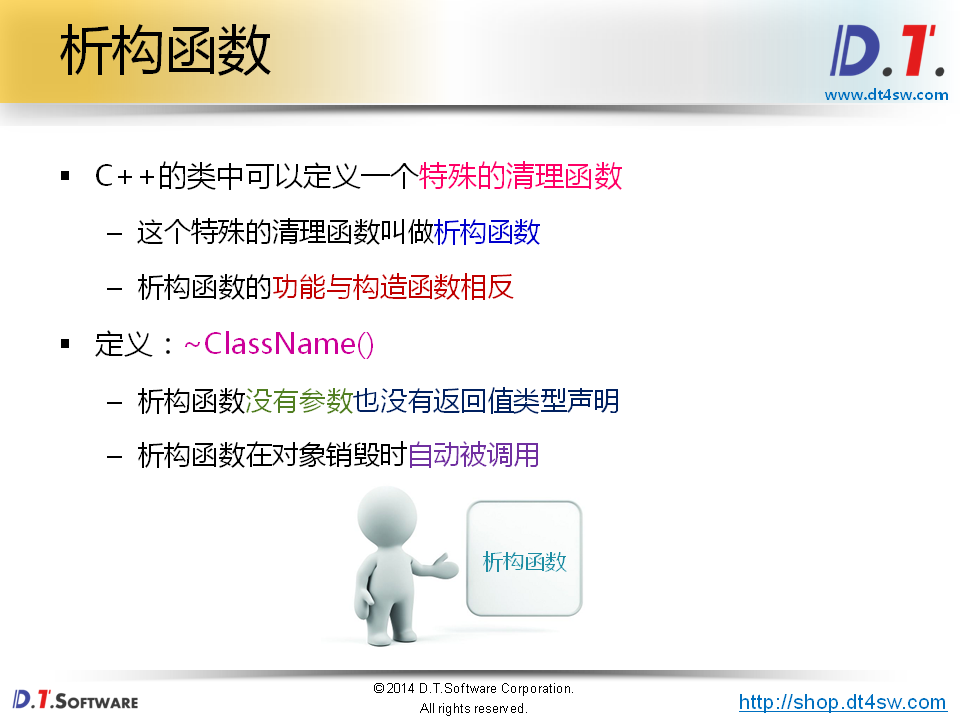 析构函数
D.T.
www.dt4sw.com
▪ C++的类中可以定义一个特殊的清理函数
– 这个特殊的清理函数叫做析构函数
– 析构函数的功能与构造函数相反
▪ 定义：~ClassName()
– 析构函数没有参数也没有返回值类型声明
– 析构函数在对象销毁时自动被调用
析构函数
D.T.SOFTWARE
©2014 D.T.Software Corporation.
All rights reserved.
http://shop.dt4sw.com